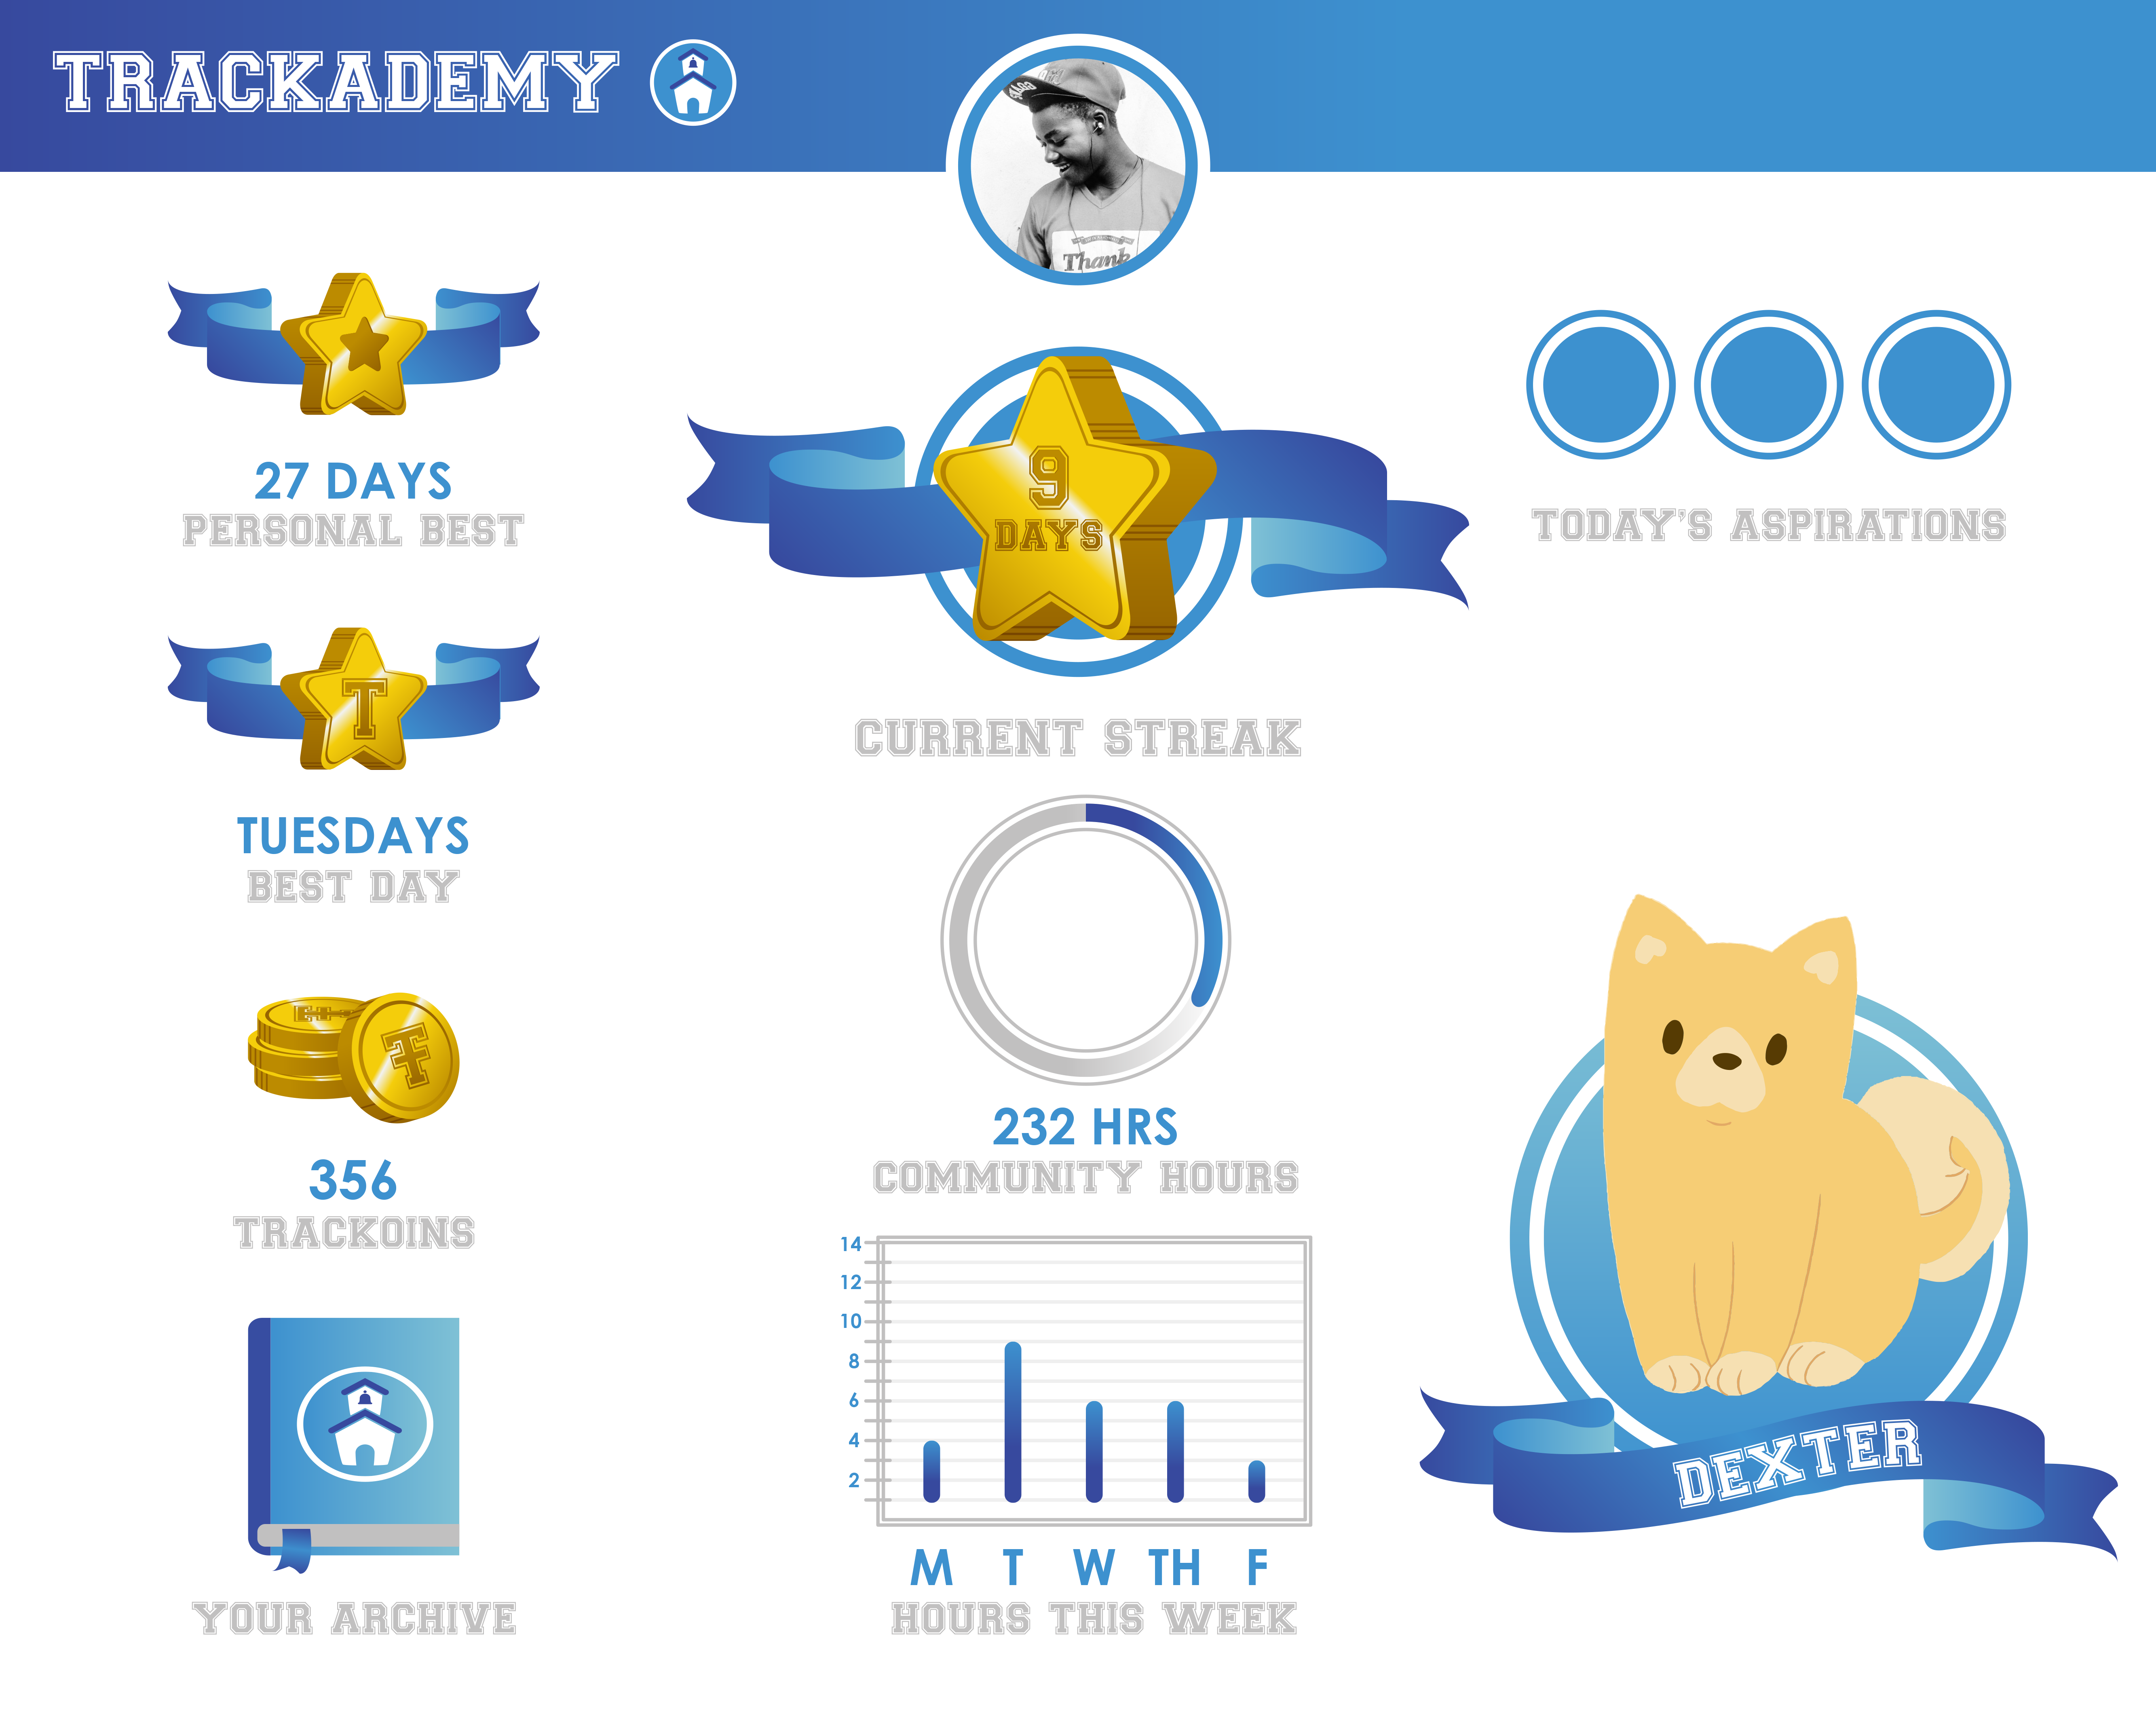 TRACKADEMY
Thank
27 DAYS
PERSONAL BEST
T
TUESDAYS
BEST DAY
356
TRACKOINS
YOUR ARCHIVE
9
DAYS
CURRENT STREAK
232 HRS
COMMUNITY HOURS
14
12
10
8
6
4
2
M T W TH F
HOURS THIS WEEK
TODAY'S ASPIRATIONS
DEXTER